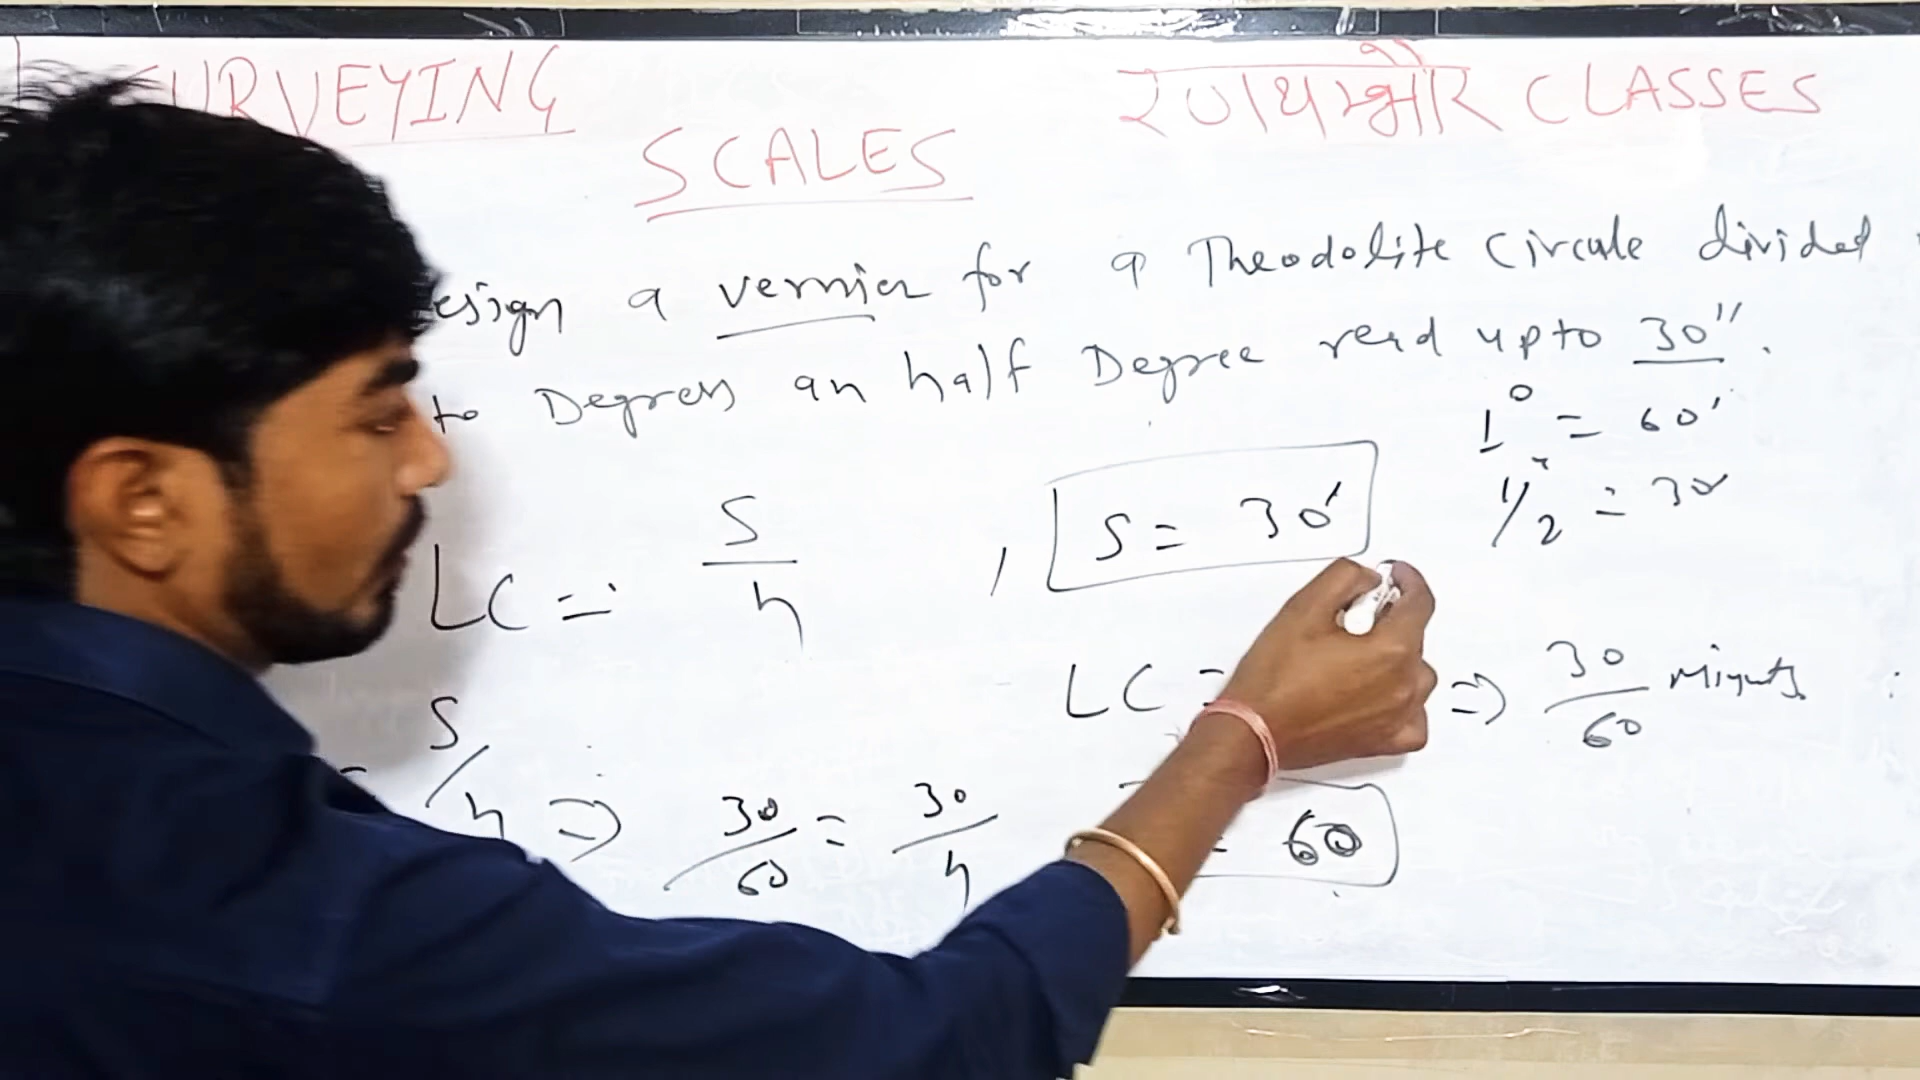 SURVEYING
रणथम्भौर CLASSES
SCALES
esign a vernier for a Theodolite Circule divided
to Degrees an half Degree read upto 30".
1° = 60'
1/2 = 30'
LC = S/n , S = 30'
LC = => 30/60 minuts.
S/n => 30/60 = 30/n
= 60